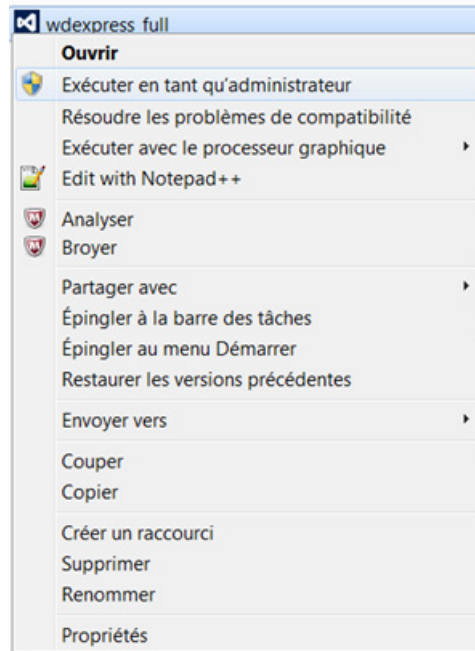 wdexpress_full
Ouvrir
Exécuter en tant qu'administrateur
Résoudre les problèmes de compatibilité
Exécuter avec le processeur graphique
Edit with Notepad++
Analyser
Broyer
Partager avec
Épingler à la barre des tâches
Épingler au menu Démarrer
Restaurer les versions précédentes
Envoyer vers
Couper
Copier
Créer un raccourci
Supprimer
Renommer
Propriétés